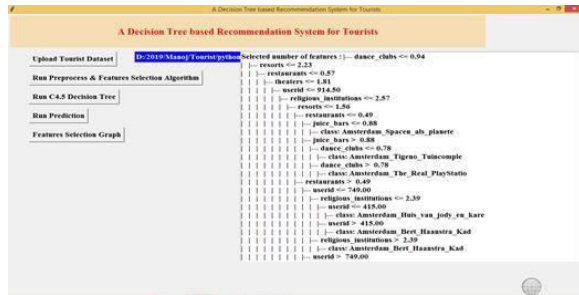 A Decision Tree based Recommendation System for Tourists
A Decision Tree based Recommendation System for Tourists
Upload Tourist Dataset
D:/2019/Manoj/Tourist/python
Run Preprocess & Features Selection Algorithm
Run C4.5 Decision Tree
Run Prediction
Features Selection Graph
Selected number of features : |--- dance_clubs <= 0.94
| |--- resorts <= 2.23
| | |--- restaurants <= 0.57
| | | |--- theaters <= 1.81
| | | | |--- userid <= 914.50
| | | | | |--- religious_institutions <= 2.57
| | | | | | |--- resorts <= 1.56
| | | | | | | |--- restaurants <= 0.49
| | | | | | | | |--- juice_bars <= 0.88
| | | | | | | | | |--- class: Amsterdam_Spacen_als_planete
| | | | | | | | |--- juice_bars > 0.88
| | | | | | | | | |--- dance_clubs <= 0.78
| | | | | | | | | | |--- class: Amsterdam_Tigrno_Tuincomple
| | | | | | | | | |--- dance_clubs > 0.78
| | | | | | | | | | |--- class: Amsterdam_The_Real_PlayStatio
| | | | | | | |--- restaurants > 0.49
| | | | | | | | |--- userid <= 749.00
| | | | | | | | | |--- religious_institutions <= 2.39
| | | | | | | | | | |--- userid <= 415.00
| | | | | | | | | | | |--- class: Amsterdam_Huis_van_jody_en_kare
| | | | | | | | | | |--- userid > 415.00
| | | | | | | | | | | |--- class: Amsterdam_Bert_Haanstra_Kad
| | | | | | | | | |--- religious_institutions > 2.39
| | | | | | | | | | |--- class: Amsterdam_Bert_Haanstra_Kad
| | | | | | | | |--- userid > 749.00